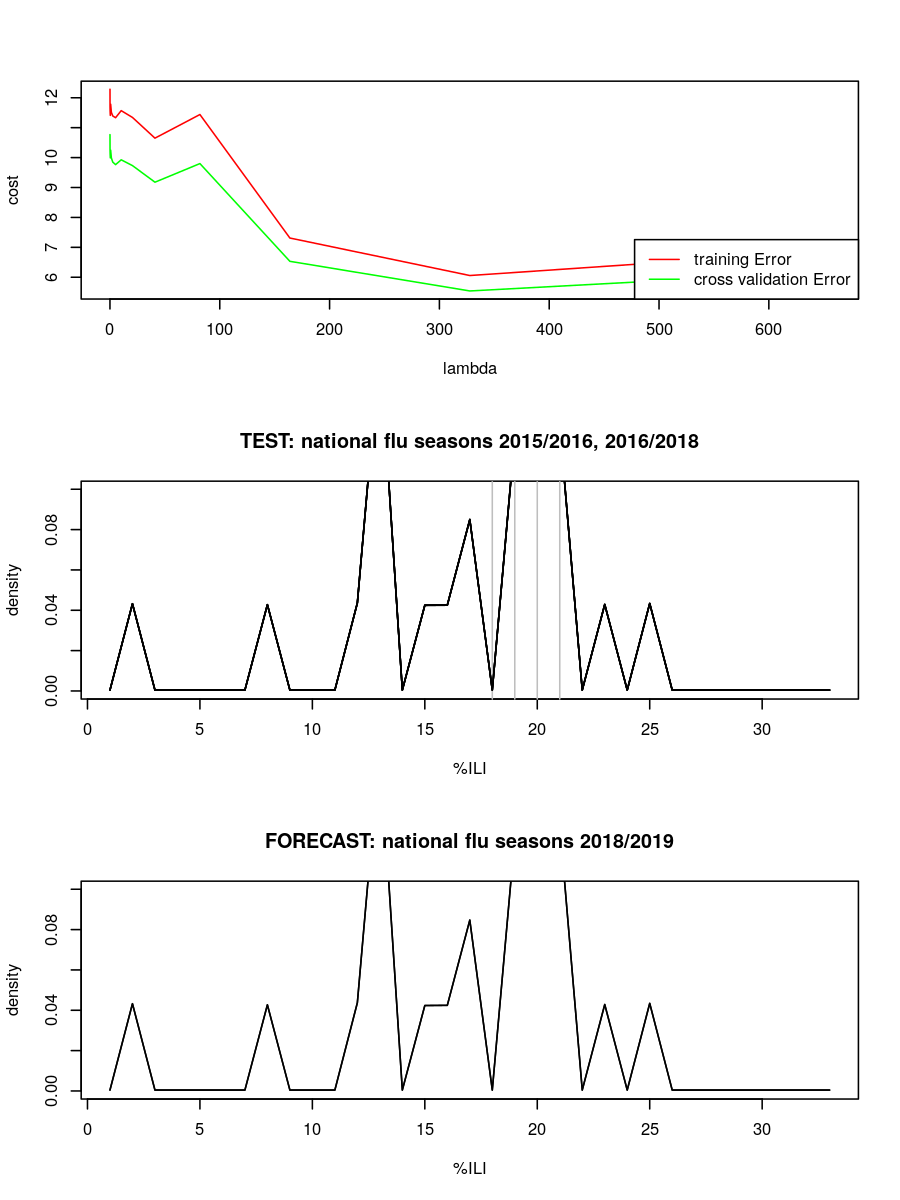 cost
12
10
9
8
7
6
training Error
cross validation Error
0 100 200 300 400 500 600
lambda
TEST: national flu seasons 2015/2016, 2016/2018
density
0.08
0.04
0.00
0 5 10 15 20 25 30
%ILI
FORECAST: national flu seasons 2018/2019
density
0.08
0.04
0.00
0 5 10 15 20 25 30
%ILI